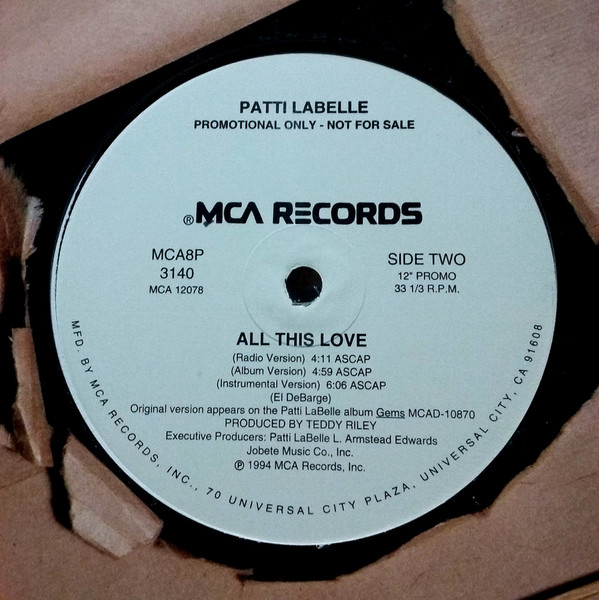 PATTI LABELLE
PROMOTIONAL ONLY - NOT FOR SALE
®MCA RECORDS
MCA8P
3140
MCA 12078
SIDE TWO
12" PROMO
33 1/3 R.P.M.
ALL THIS LOVE
(Radio Version) 4:11 ASCAP
(Album Version) 4:59 ASCAP
(Instrumental Version) 6:06 ASCAP
(El DeBarge)
Original version appears on the Patti LaBelle album Gems MCAD-10870
PRODUCED BY TEDDY RILEY
Executive Producers: Patti LaBelle L. Armstead Edwards
Jobete Music Co., Inc.
℗ 1994 MCA Records, Inc.
MFD. BY MCA RECORDS, INC., 70 UNIVERSAL CITY PLAZA, UNIVERSAL CITY, CA 91608